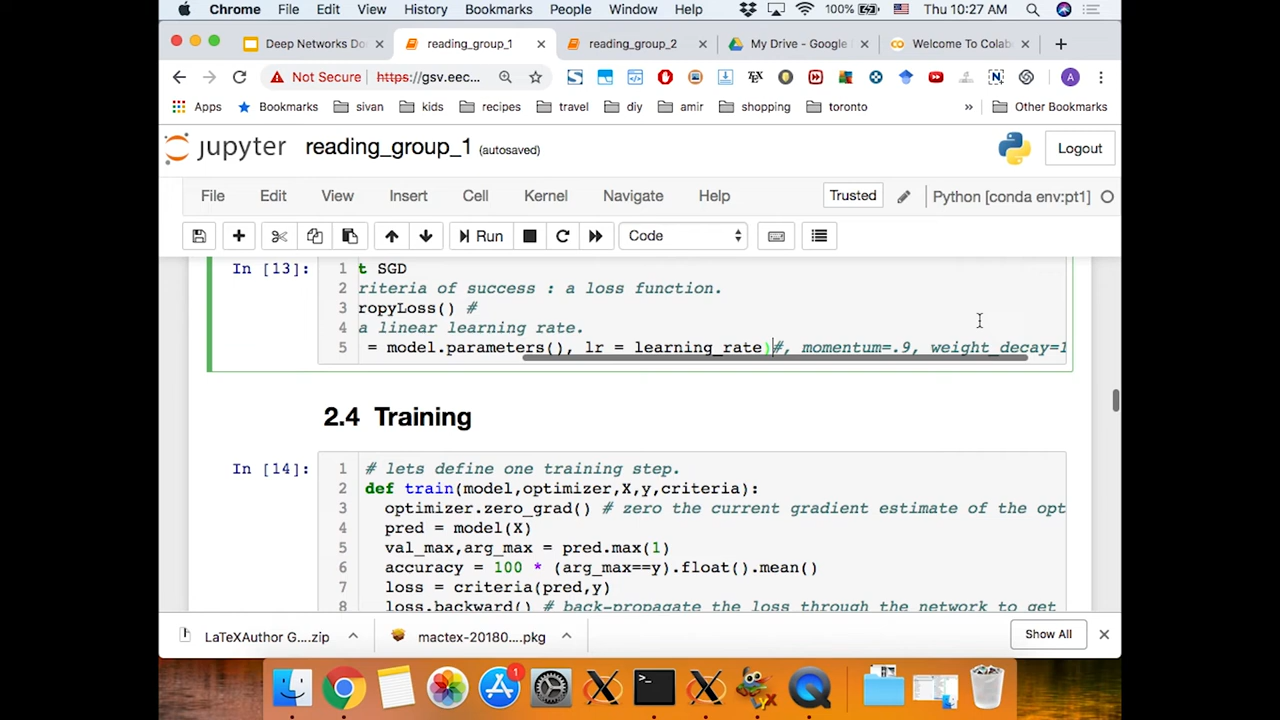 Chrome File Edit View History Bookmarks People Window Help 100% Thu 10:27 AM
Deep Networks Do × reading_group_1 × reading_group_2 × My Drive - Google × Welcome To Colab ×
Not Secure https://gsv.eec...
Apps Bookmarks sivan kids recipes travel diy amir shopping toronto » Other Bookmarks
jupyter reading_group_1 (autosaved) Logout
File Edit View Insert Cell Kernel Navigate Help Trusted Python [conda env:pt1]
Run Code
In [13]: 1 t SGD
2 riteria of success : a loss function.
3 ropyLoss() #
4 a linear learning rate.
5 = model.parameters(), lr = learning_rate)#, momentum=.9, weight_decay=1
2.4 Training
In [14]: 1 # lets define one training step.
2 def train(model,optimizer,X,y,criteria):
3 optimizer.zero_grad() # zero the current gradient estimate of the opt
4 pred = model(X)
5 val_max,arg_max = pred.max(1)
6 accuracy = 100 * (arg_max==y).float().mean()
7 loss = criteria(pred,y)
8 loss.backward() # back-propagate the loss through the network to get
LaTeXAuthor G....zip mactex-20180....pkg Show All